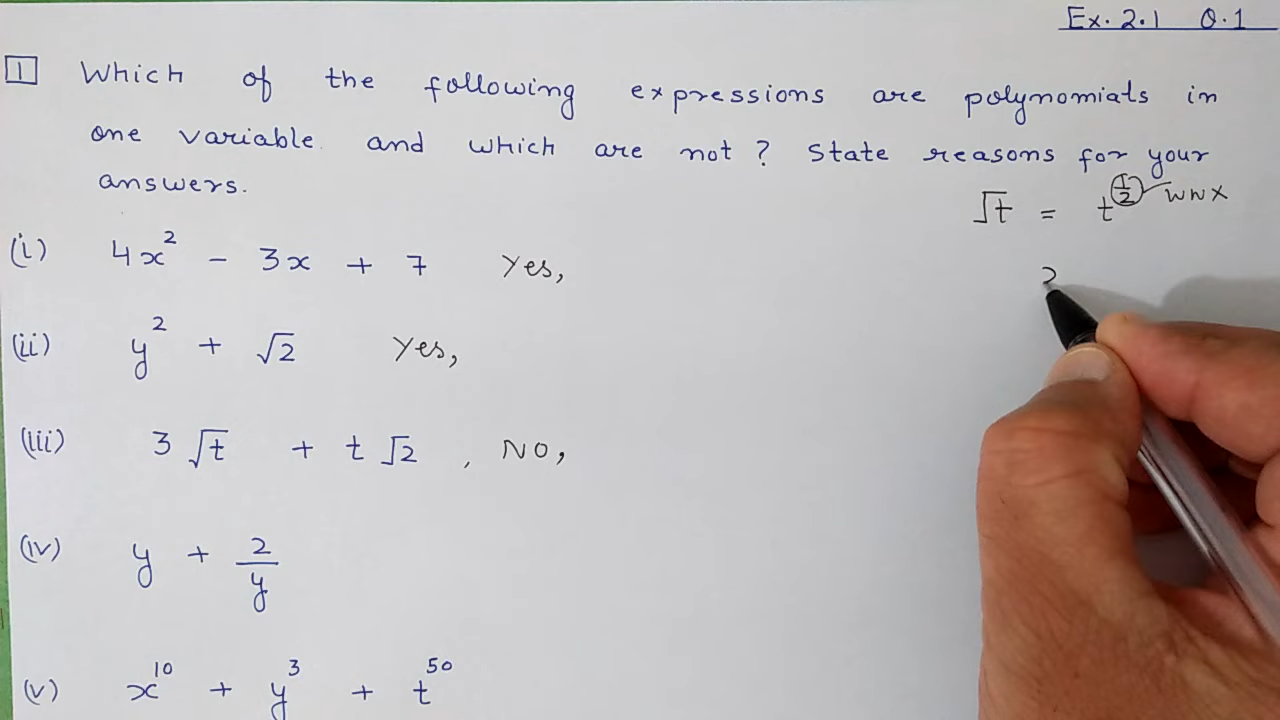 Ex. 2.1 Q.1
1 Which of the following expressions are polynomials in
one variable and which are not ? State reasons for your
answers.
√t = t^(1/2) WNX
(i) 4x² - 3x + 7 Yes,
(ii) y² + √2 Yes,
(iii) 3 √t + t √2 , NO,
(iv) y + 2/y
(v) x¹⁰ + y³ + t⁵⁰